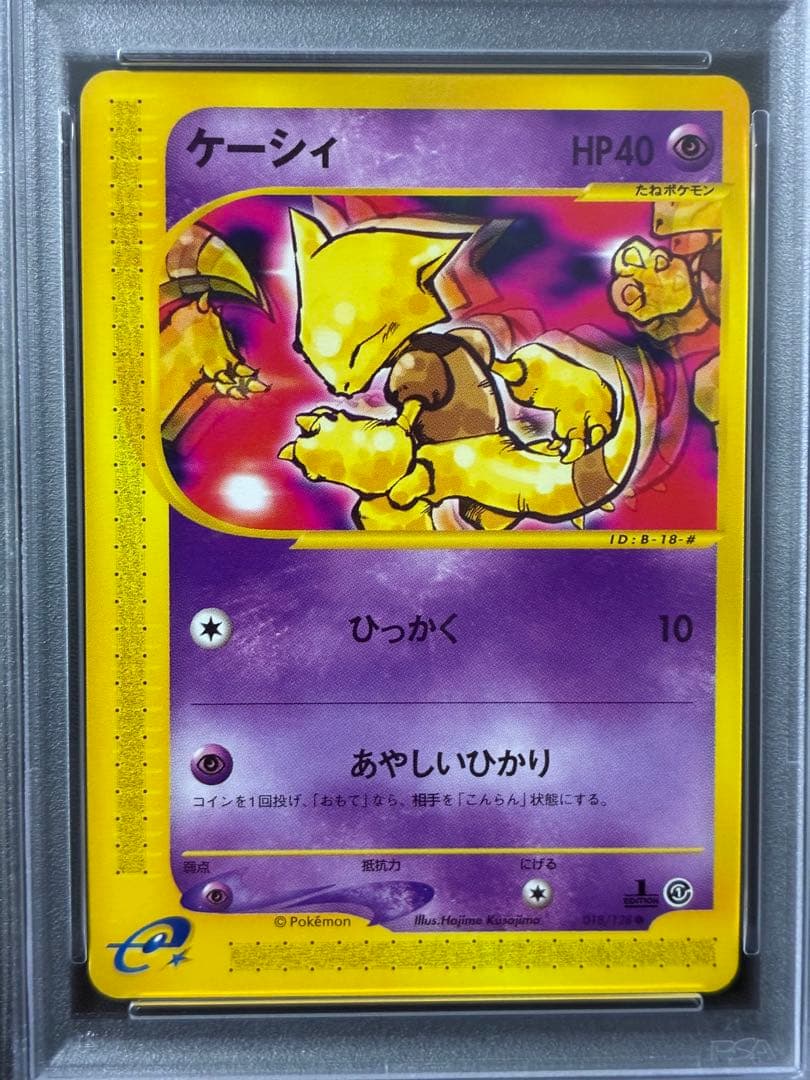 ケーシィ HP40
たねポケモン
ID:B-18-#
ひっかく 10
あやしいひかり
コインを1回投げ、「おもて」なら、相手を「こんらん」状態にする。
弱点 抵抗力 にげる
1
EDITION
© Pokémon Illus.Hajime Kusajima 018/128 ●
e
PSA